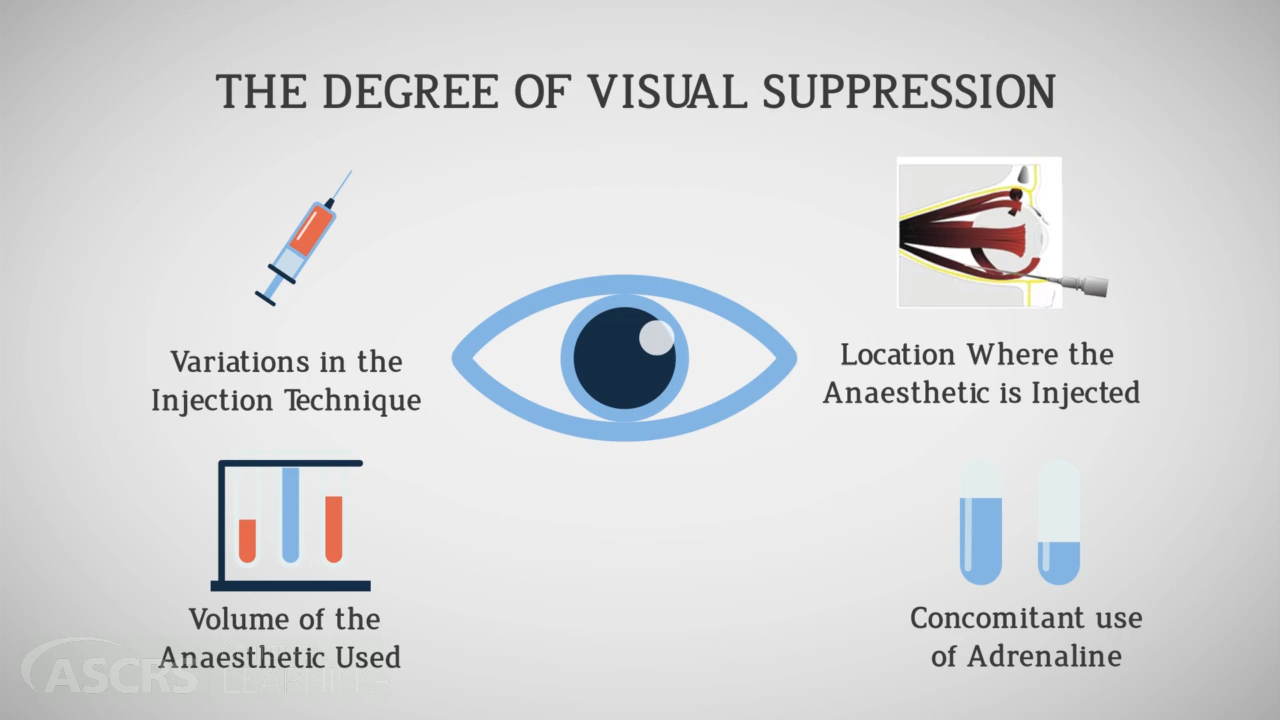 THE DEGREE OF VISUAL SUPPRESSION
Variations in the
Injection Technique
Location Where the
Anaesthetic is Injected
Volume of the
Anaesthetic Used
Concomitant use
of Adrenaline
ASCRS LEARNING